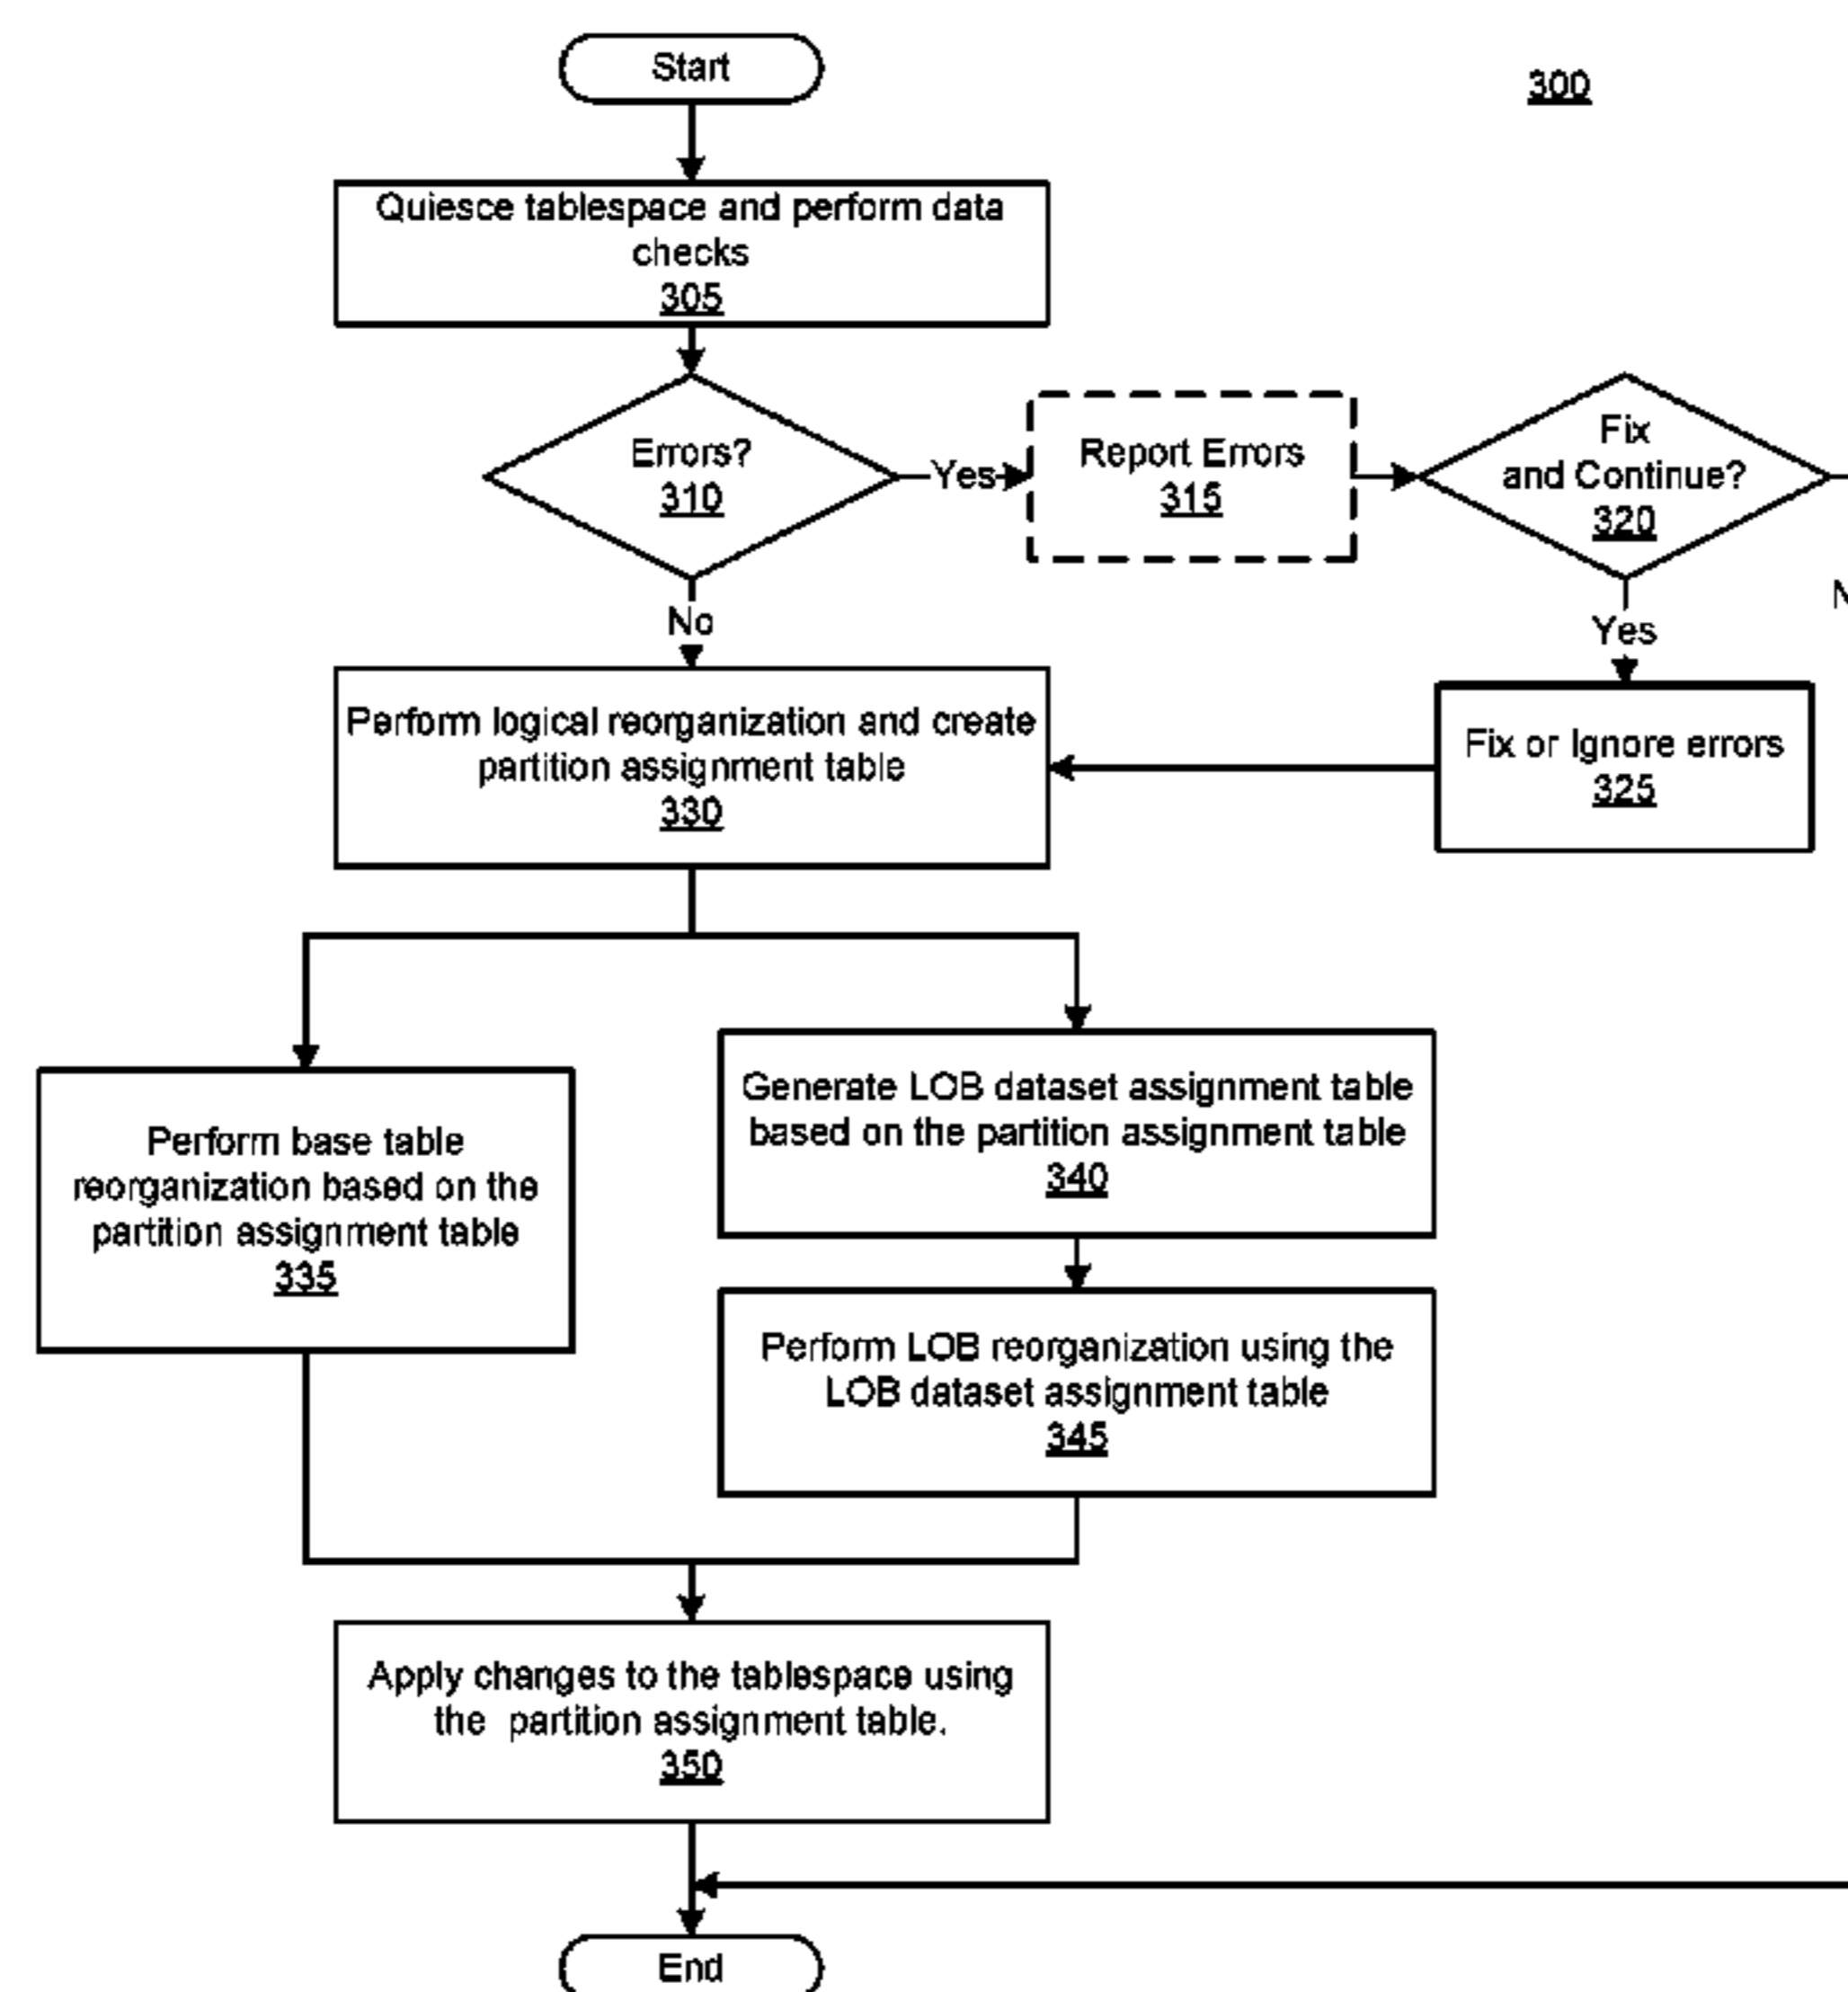 Start
300
Quiesce tablespace and perform data
checks
305
Errors?
310
Yes
Report Errors
315
Fix
and Continue?
320
No
Yes
Perform logical reorganization and create
partition assignment table
330
Fix or Ignore errors
325
Perform base table
reorganization based on the
partition assignment table
335
Generate LOB dataset assignment table
based on the partition assignment table
340
Perform LOB reorganization using the
LOB dataset assignment table
345
Apply changes to the tablespace using
the partition assignment table.
350
End